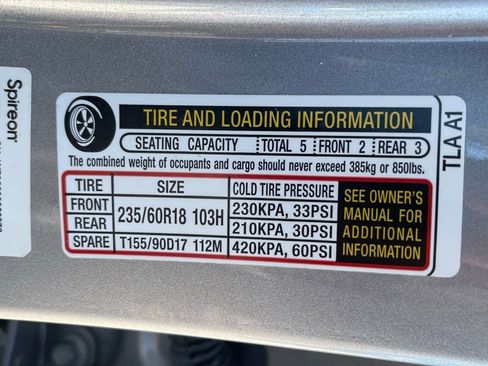 Spireon
TIRE AND LOADING INFORMATION
SEATING CAPACITY TOTAL 5 FRONT 2 REAR 3
The combined weight of occupants and cargo should never exceed 385kg or 850lbs.
TIRE SIZE COLD TIRE PRESSURE
FRONT 235/60R18 103H 230KPA, 33PSI
REAR 210KPA, 30PSI
SPARE T155/90D17 112M 420KPA, 60PSI
SEE OWNER'S
MANUAL FOR
ADDITIONAL
INFORMATION
TLA A1